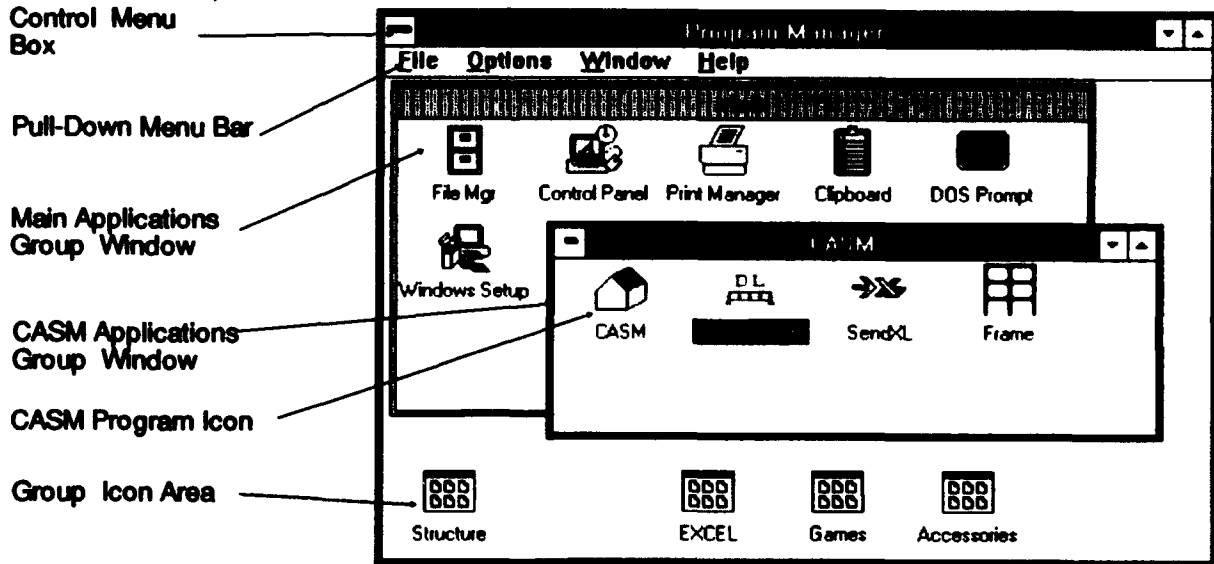 Control Menu
Box
Program Manager
File Options Window Help
Pull-Down Menu Bar
File Mgr Control Panel Print Manager Clipboard DOS Prompt
Main Applications
Group Window
CASM
Windows Setup
D L
CASM SendXL Frame
CASM Applications
Group Window
CASM Program Icon
Group Icon Area
Structure EXCEL Games Accessories